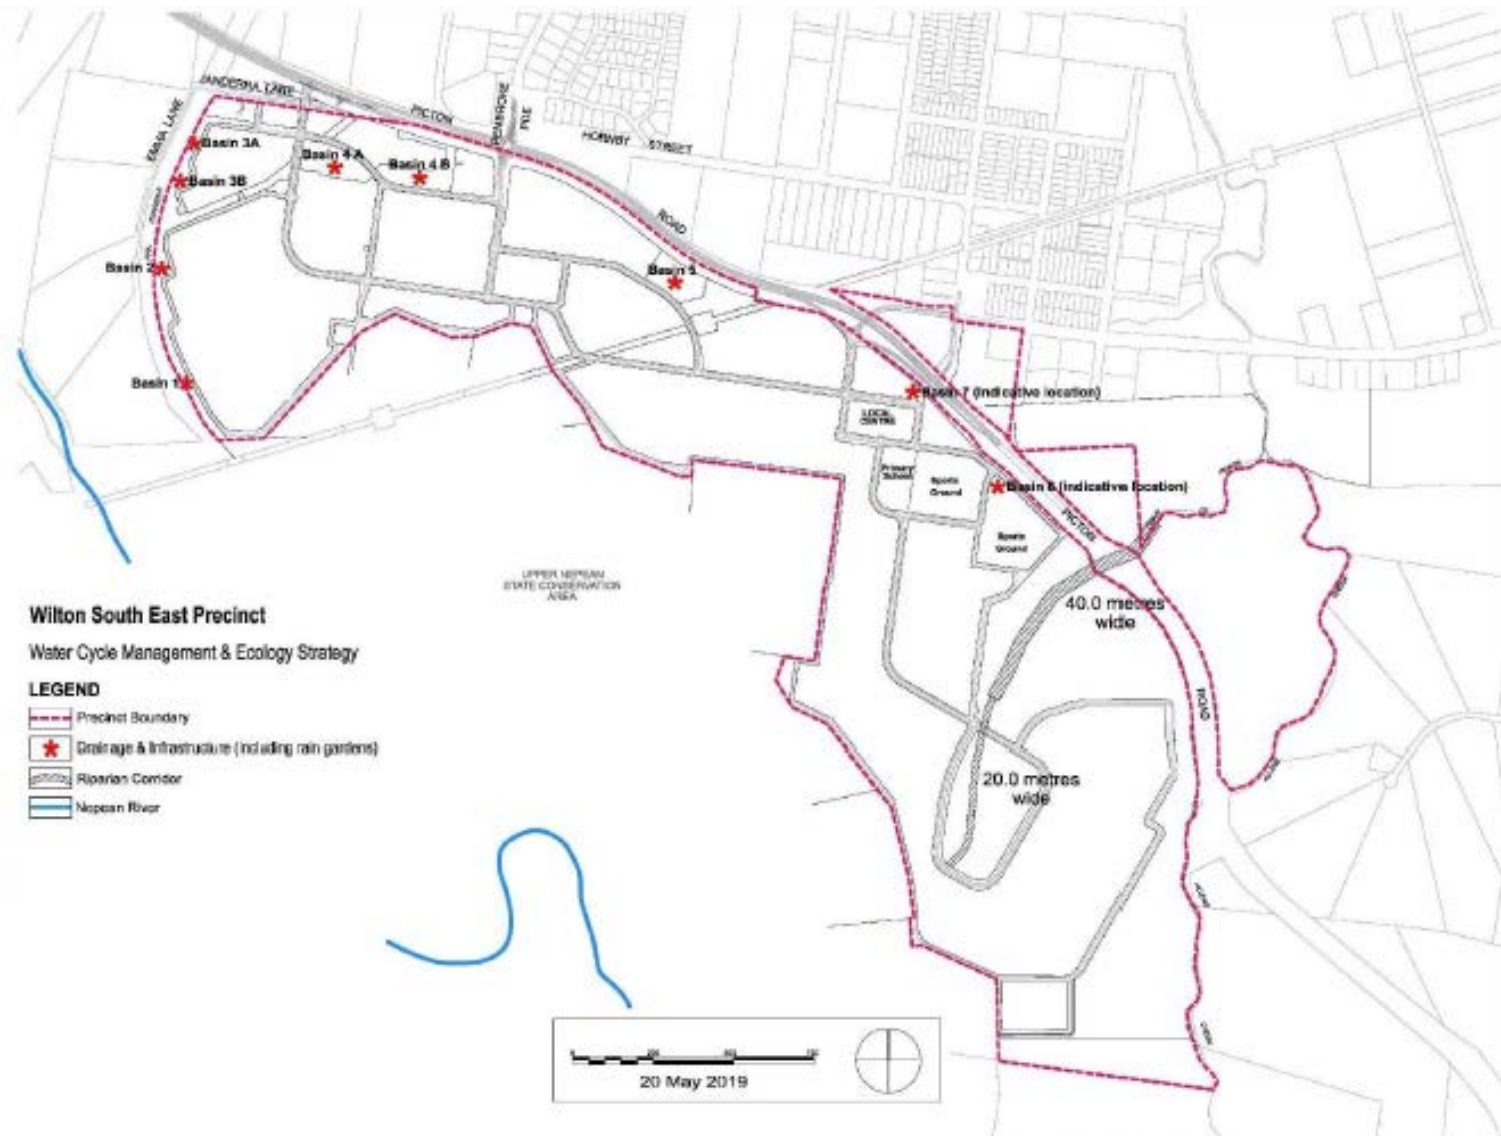 JANDERRA LANE
EMMA LANE
PICTON
PEMBROKE
PDE
HORNBY STREET
ROAD
Basin 3A
Basin 4A
Basin 4B
Basin 3B
Basin 2
Basin 5
Basin 1
Basin 7 (indicative location)
LOCAL
CENTRE
Primary
School
Sports
Ground
Basin 6 (indicative location)
PICTON
Sports
Ground
UPPER NEPEAN
STATE CONSERVATION
AREA
40.0 metres
wide
ROAD
20.0 metres
wide
Wilton South East Precinct
Water Cycle Management & Ecology Strategy
LEGEND
Precinct Boundary
Drainage & Infrastructure (including rain gardens)
Riparian Corridor
Nepean River
20 May 2019